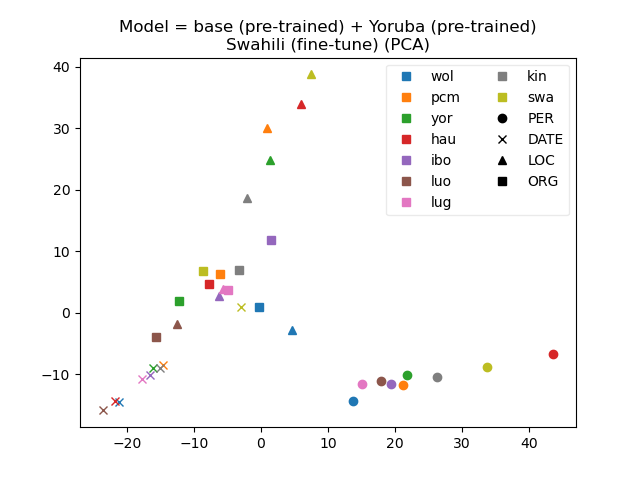 Model = base (pre-trained) + Yoruba (pre-trained)
Swahili (fine-tune) (PCA)
40
30
20
10
0
−10
−20
−10
0
10
20
30
40
wol
pcm
yor
hau
ibo
luo
lug
kin
swa
PER
DATE
LOC
ORG